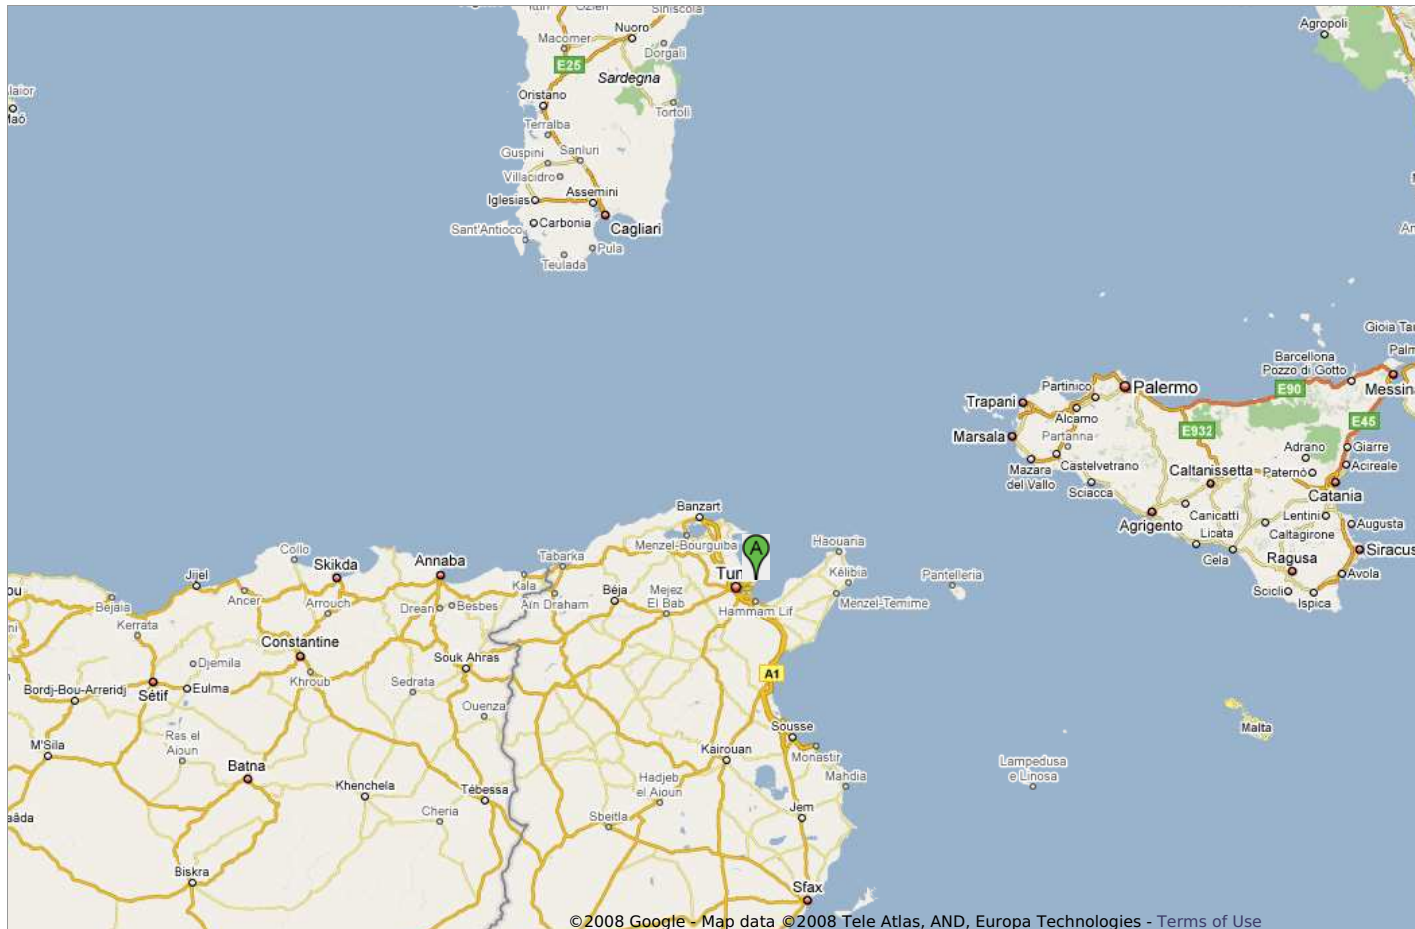 Siniscola
Nuoro
Macomer
Dorgali
E25
Sardegna
Oristano
Tortolì
Terralba
Guspini
Sanluri
Villacidro
Iglesias
Assemini
Carbonia
Cagliari
Sant'Antioco
Pula
Teulada
Agropoli
Gioia Tau
Palm
Barcellona
Pozzo di Gotto
Messina
E90
Partinico
Palermo
Trapani
Alcamo
E45
E932
Marsala
Partanna
Adrano
Giarre
Castelvetrano
Mazara
del Vallo
Caltanissetta
Paternò
Acireale
Sciacca
Catania
Canicatti
Lentini
Augusta
Agrigento
Licata
Caltagirone
Gela
Ragusa
Siracus
Avola
Scicli
Ispica
Banzart
Menzel-Bourguiba
A
Haouaria
Collo
Skikda
Annaba
Tabarka
Tun
Kélibia
Pantelleria
Jijel
Kala
Béjaïa
Ancer
Arrouch
Drean
Besbes
Aïn Draham
Béja
Mejez
El Bab
Hammam Lif
Menzel-Temime
Kerrata
Constantine
Djemila
Souk Ahras
A1
Khroub
Sedrata
Bordj-Bou-Arreridj
Sétif
Eulma
Ouenza
Ras el
Aioun
M'Sila
Sousse
Malta
Kairouan
Monastir
Batna
Khenchela
Tébessa
Hadjeb
el Aioun
Mahdia
Lampedusa
e Linosa
Cheria
Sbeitla
Jem
Biskra
Sfax
©2008 Google - Map data ©2008 Tele Atlas, AND, Europa Technologies - Terms of Use